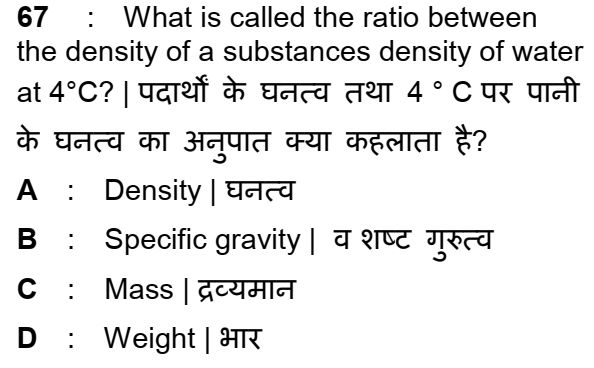 67 : What is called the ratio between
the density of a substances density of water
at 4°C? | पदार्थों के घनत्व तथा 4 ° C पर पानी
के घनत्व का अनुपात क्या कहलाता है?
A : Density | घनत्व
B : Specific gravity | व शष्ट गुरुत्व
C : Mass | द्रव्यमान
D : Weight | भार